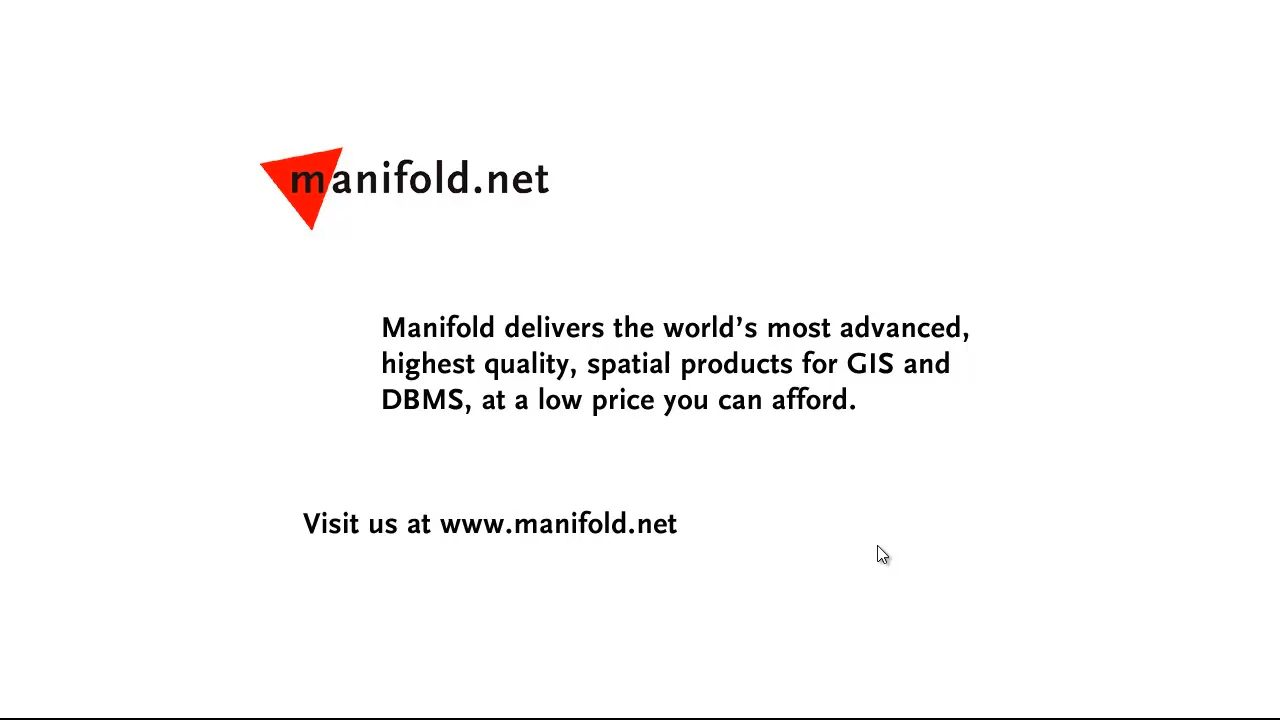 manifold.net
Manifold delivers the world’s most advanced,
highest quality, spatial products for GIS and
DBMS, at a low price you can afford.
Visit us at www.manifold.net